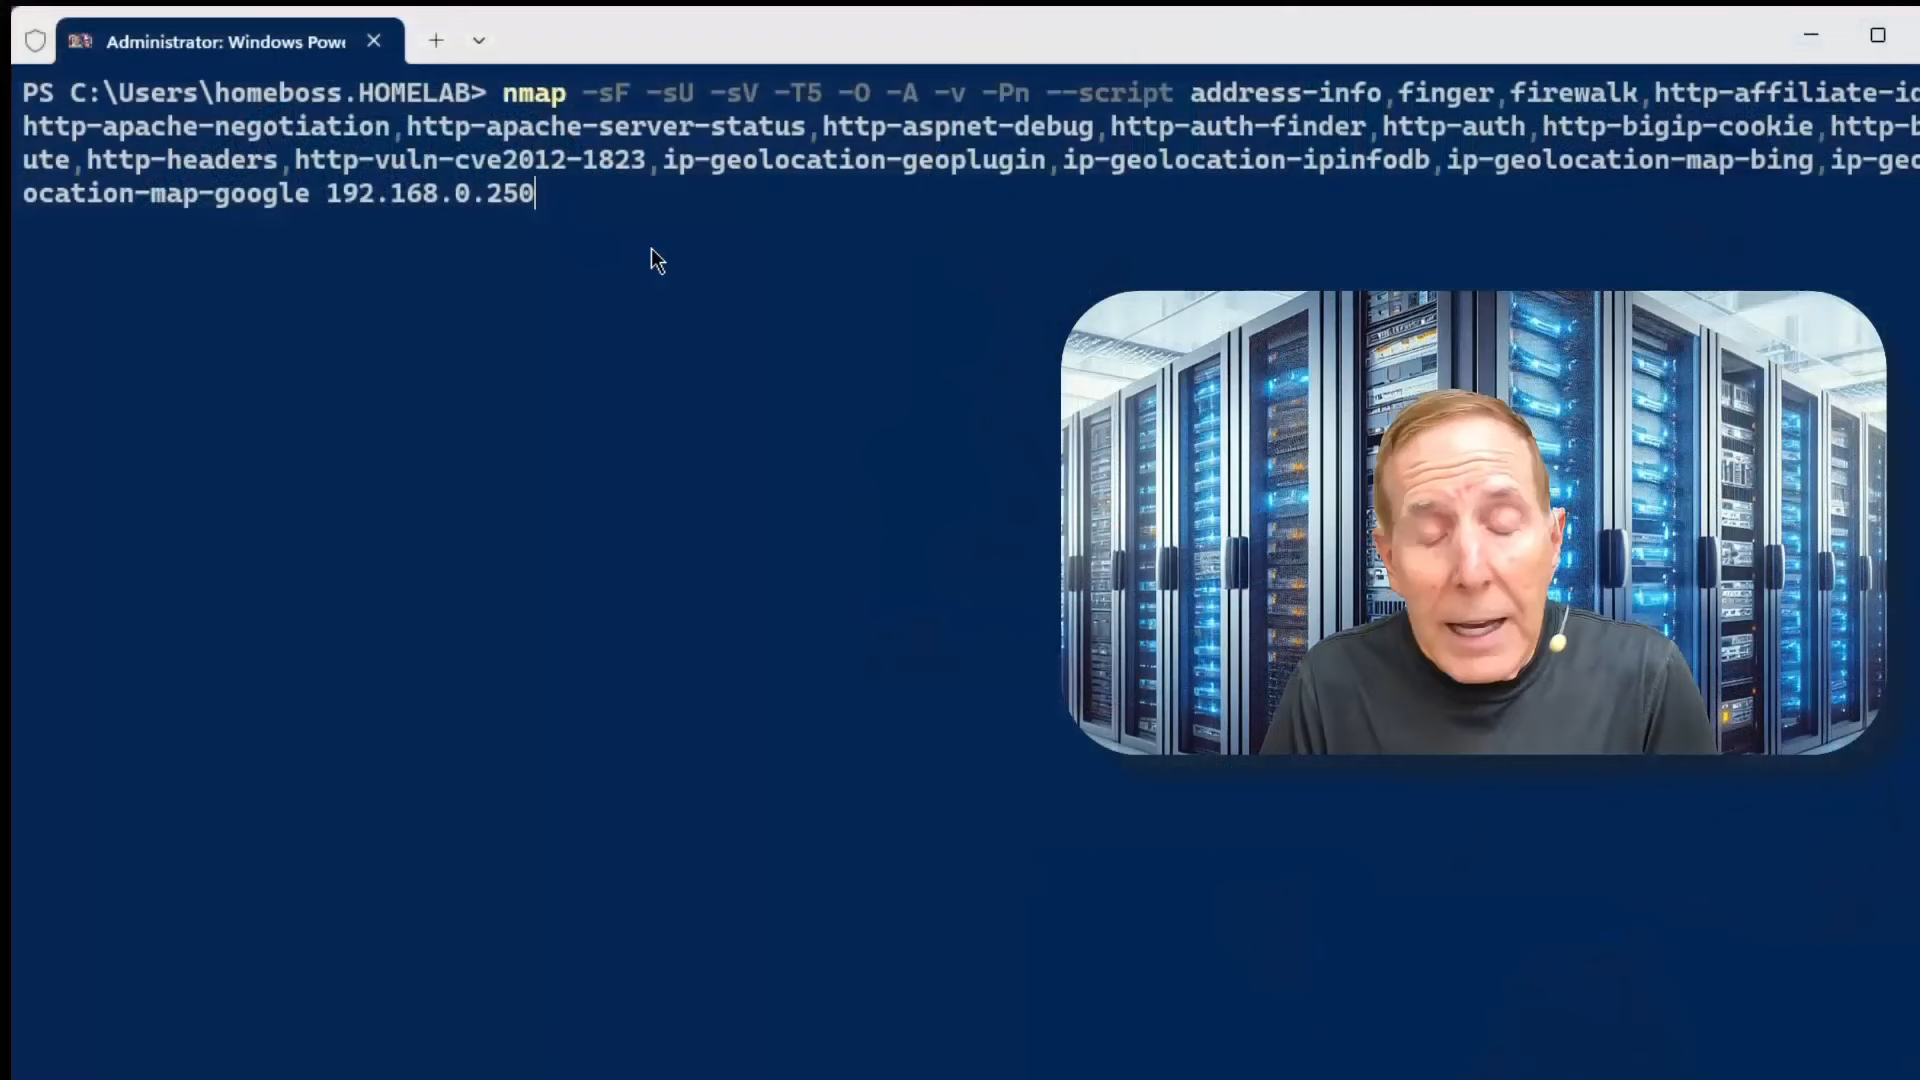 Administrator: Windows Powe
PS C:\Users\homeboss.HOMELAB> nmap -sF -sU -sV -T5 -O -A -v -Pn --script address-info,finger,firewalk,http-affiliate-id
http-apache-negotiation,http-apache-server-status,http-aspnet-debug,http-auth-finder,http-auth,http-bigip-cookie,http-b
ute,http-headers,http-vuln-cve2012-1823,ip-geolocation-geoplugin,ip-geolocation-ipinfodb,ip-geolocation-map-bing,ip-geo
ocation-map-google 192.168.0.250